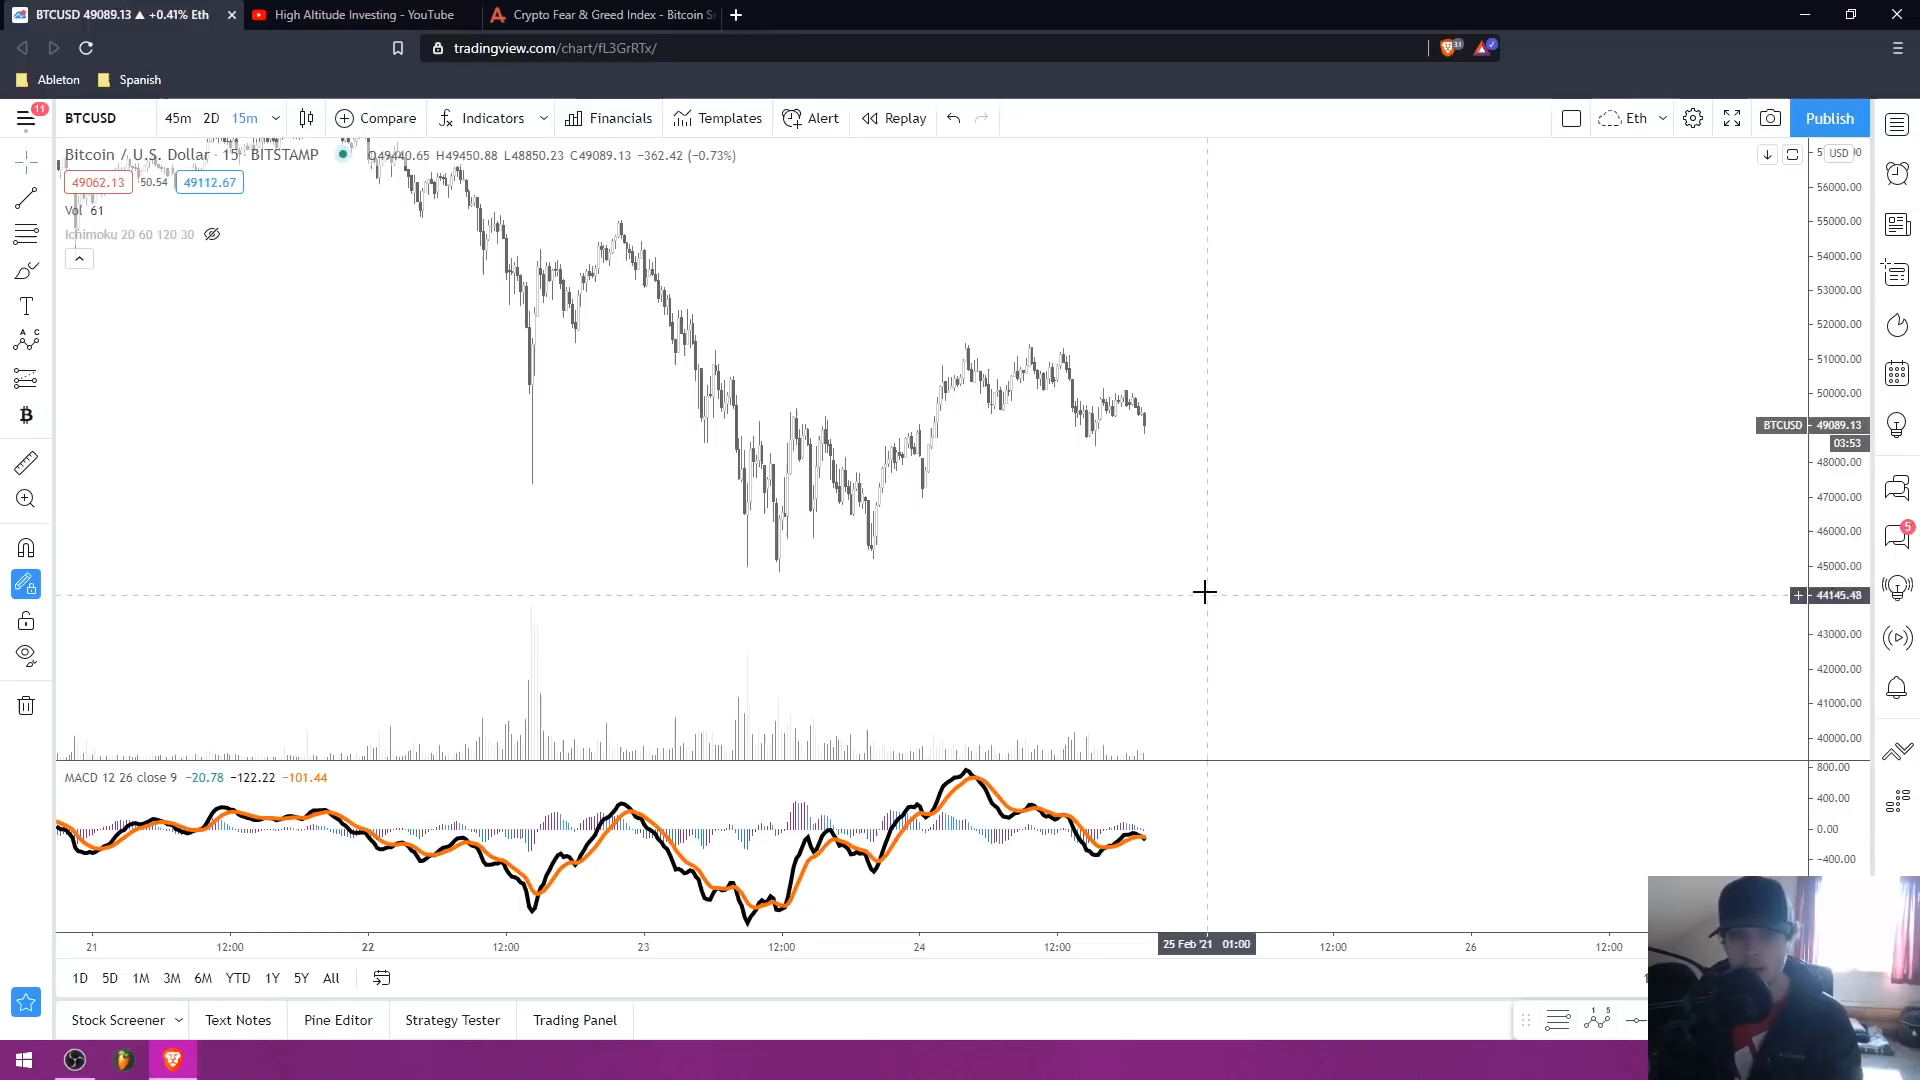 BTCUSD 49089.13 ▲ +0.41% Eth
High Altitude Investing - YouTube
Crypto Fear & Greed Index - Bitcoin S
tradingview.com/chart/fL3GrRTx/
33
Ableton
Spanish
11
BTCUSD
45m 2D 15m
Compare
Indicators
Financials
Templates
Alert
Replay
Eth
Publish
Bitcoin / U.S. Dollar · 15 · BITSTAMP
O49440.65 H49450.88 L48850.23 C49089.13 −362.42 (−0.73%)
USD
49062.13 50.54 49112.67
Vol 61
Ichimoku 20 60 120 30
56000.00
55000.00
54000.00
53000.00
52000.00
51000.00
50000.00
BTCUSD 49089.13
03:53
48000.00
47000.00
46000.00
45000.00
44145.48
43000.00
42000.00
41000.00
40000.00
5
MACD 12 26 close 9 −20.78 −122.22 −101.44
800.00
400.00
0.00
−400.00
21 12:00 22 12:00 23 12:00 24 12:00 25 Feb '21 01:00 12:00 26 12:00
1D 5D 1M 3M 6M YTD 1Y 5Y All
Stock Screener
Text Notes
Pine Editor
Strategy Tester
Trading Panel